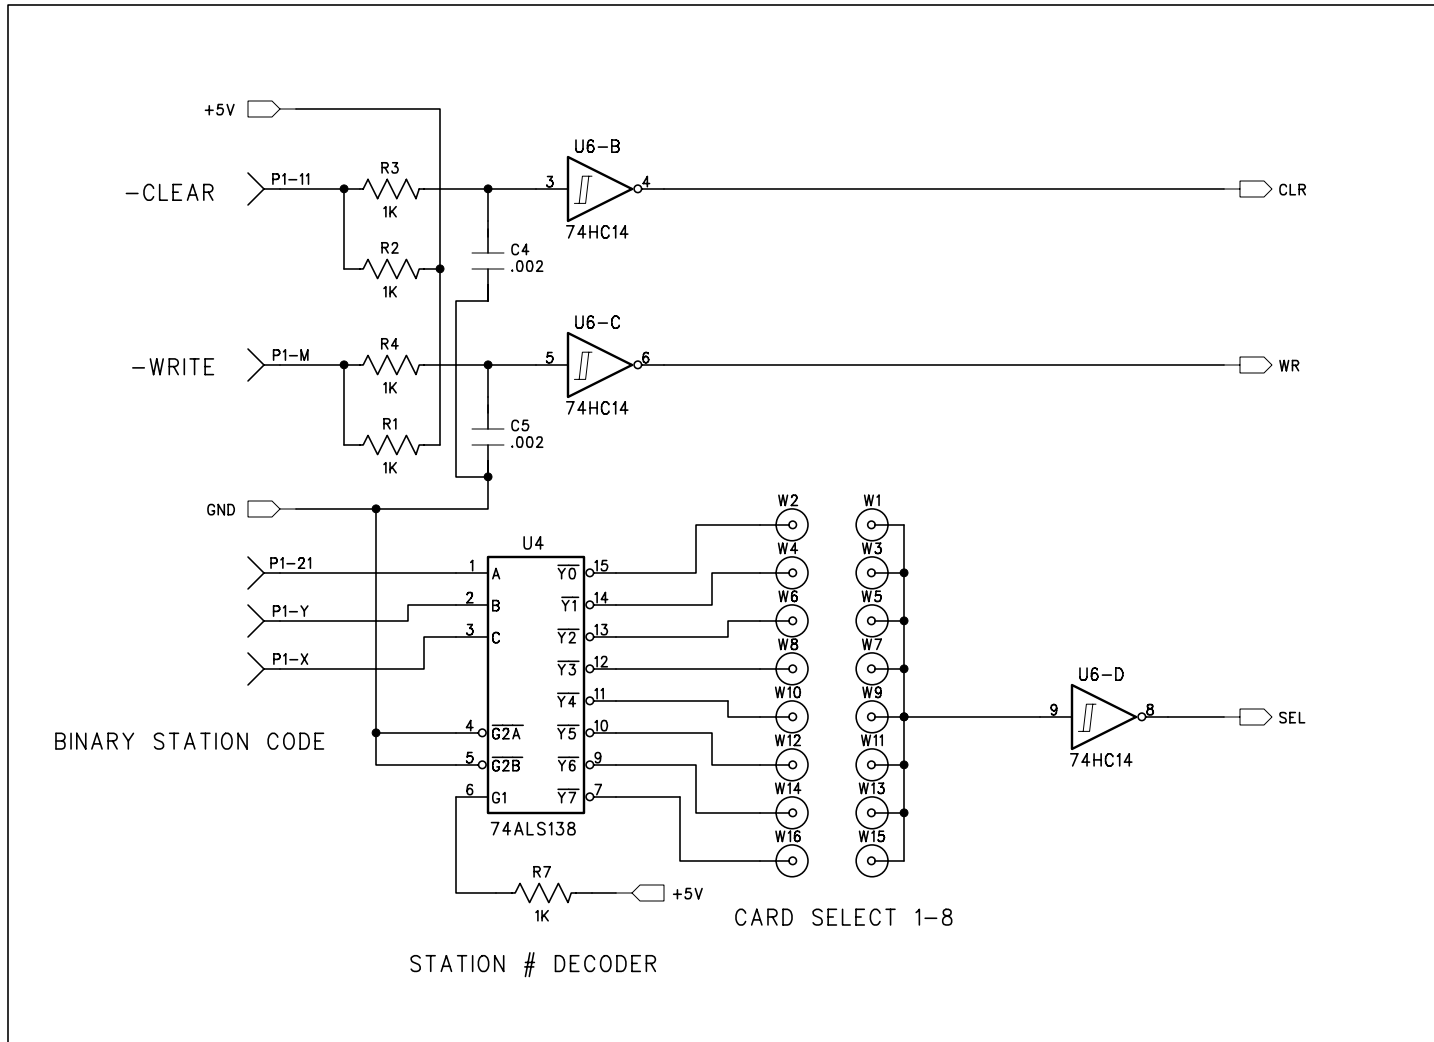 +5V
U6-B
-CLEAR
P1-11
R3
1K
3
4
74HC14
CLR
R2
1K
C4
.002
U6-C
-WRITE
P1-M
R4
1K
5
6
74HC14
WR
R1
1K
C5
.002
GND
W2 W1
U4
P1-21
1 A Y0 15
W4 W3
P1-Y
2 B Y1 14
W6 W5
P1-X
3 C Y2 13
W8 W7
Y3 12
W10 W9
Y4 11
BINARY STATION CODE
4 G2A Y5 10
W12 W11
5 G2B Y6 9
W14 W13
6 G1 Y7 7
W16 W15
74ALS138
U6-D
9
8
74HC14
SEL
R7
1K
+5V
CARD SELECT 1-8
STATION # DECODER